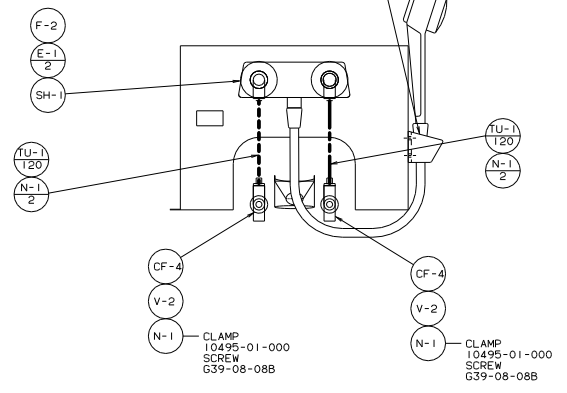 F-2
E-1
2
SH-1
TU-1
120
N-1
2
TU-1
120
N-1
2
CF-4
V-2
N-1
CLAMP
10495-01-000
SCREW
G39-08-08B
CF-4
V-2
N-1
CLAMP
10495-01-000
SCREW
G39-08-08B